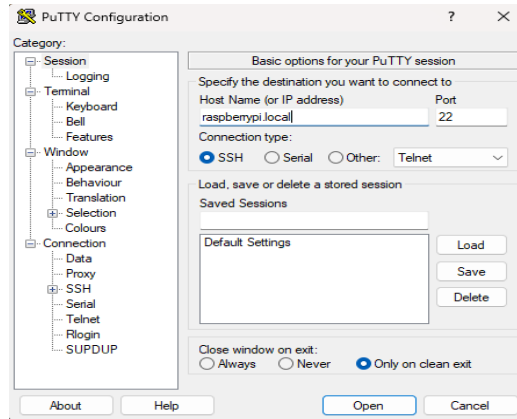 PuTTY Configuration ? ×
Category:
Session
Logging
Terminal
Keyboard
Bell
Features
Window
Appearance
Behaviour
Translation
Selection
Colours
Connection
Data
Proxy
SSH
Serial
Telnet
Rlogin
SUPDUP
Basic options for your PuTTY session
Specify the destination you want to connect to
Host Name (or IP address) Port
raspberrypi.local 22
Connection type:
SSH Serial Other: Telnet
Load, save or delete a stored session
Saved Sessions
Default Settings
Load
Save
Delete
Close window on exit:
Always Never Only on clean exit
About Help Open Cancel